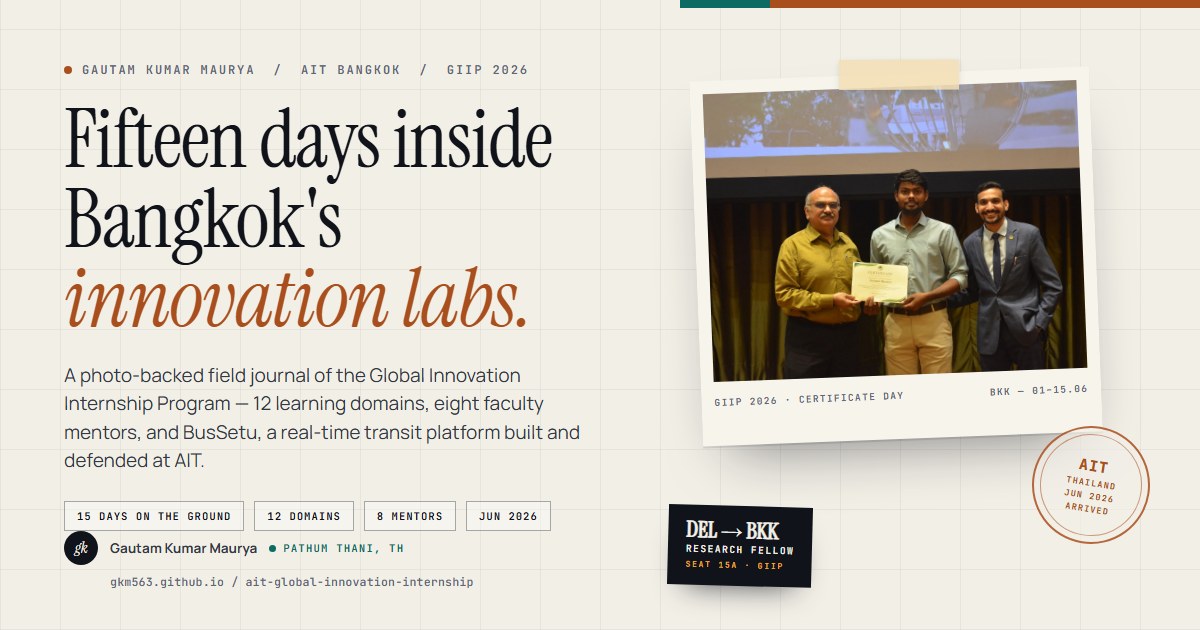 GAUTAM KUMAR MAURYA / AIT BANGKOK / GIIP 2026
Fifteen days inside
Bangkok's
innovation labs.
A photo-backed field journal of the Global Innovation
Internship Program — 12 learning domains, eight faculty
mentors, and BusSetu, a real-time transit platform built and
defended at AIT.
15 DAYS ON THE GROUND
12 DOMAINS
8 MENTORS
JUN 2026
gk
Gautam Kumar Maurya
PATHUM THANI, TH
gkm563.github.io / ait-global-innovation-internship
GIIP 2026 · CERTIFICATE DAY
BKK — 01–15.06
AIT
THAILAND
JUN 2026
ARRIVED
DEL → BKK
RESEARCH FELLOW
SEAT 15A · GIIP